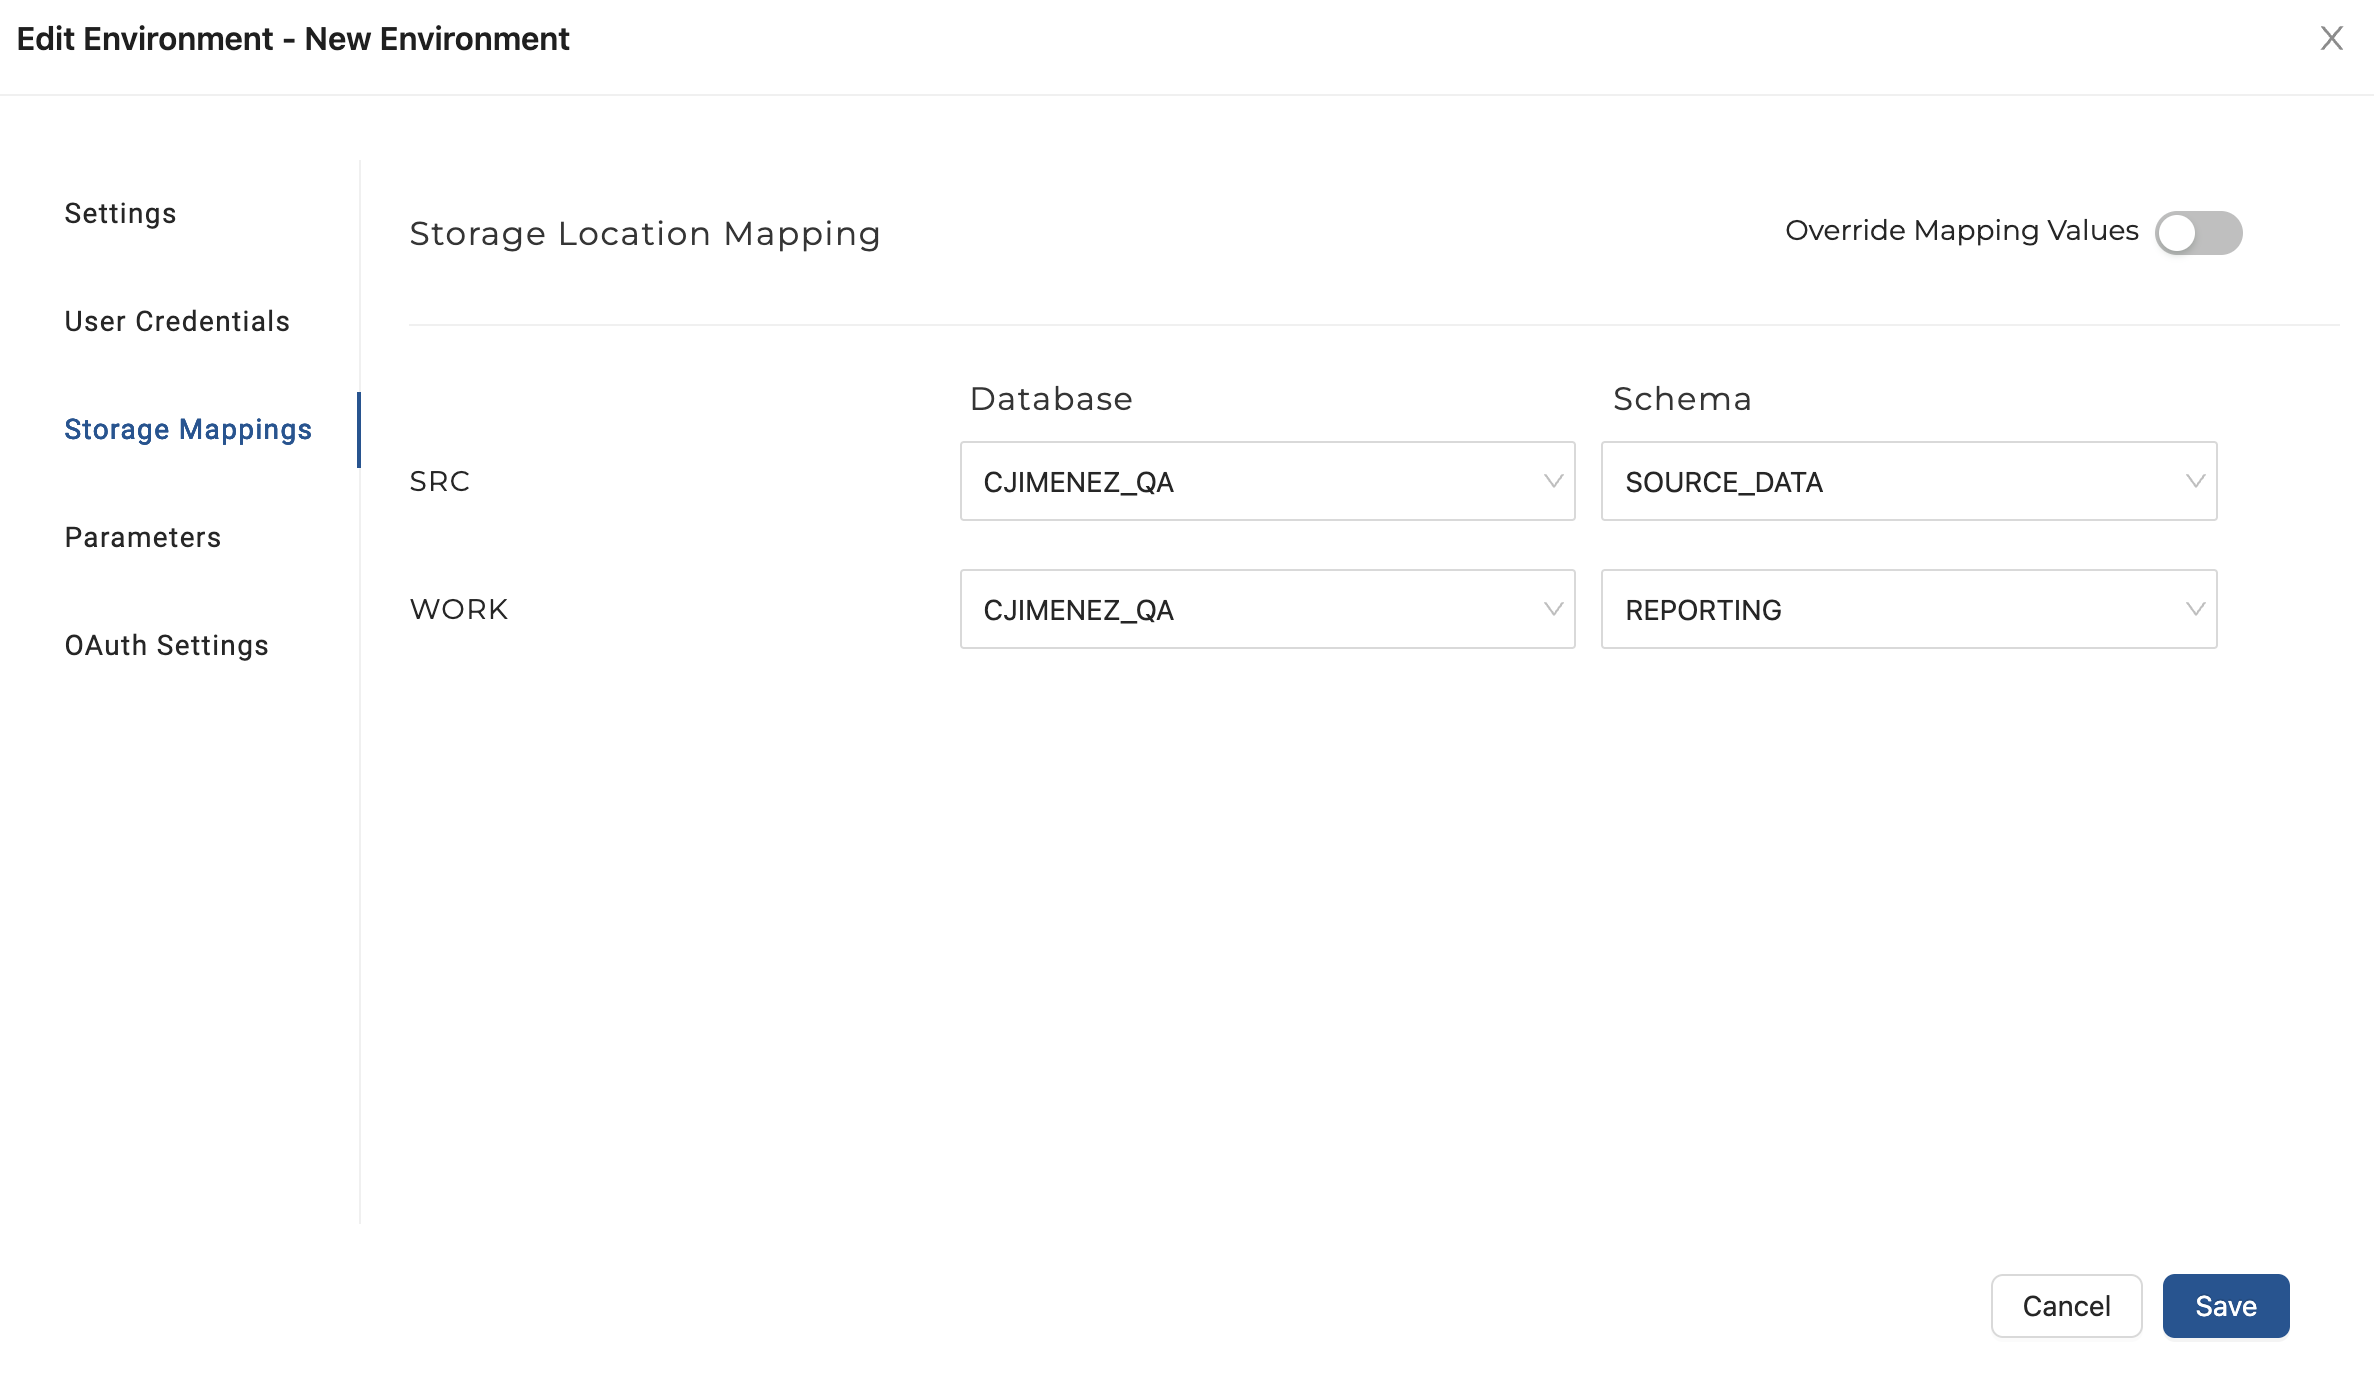 Edit Environment - New Environment
Settings
User Credentials
Storage Mappings
Parameters
OAuth Settings
Storage Location Mapping
Override Mapping Values
Database Schema
SRC CJIMENEZ_QA SOURCE_DATA
WORK CJIMENEZ_QA REPORTING
Cancel Save